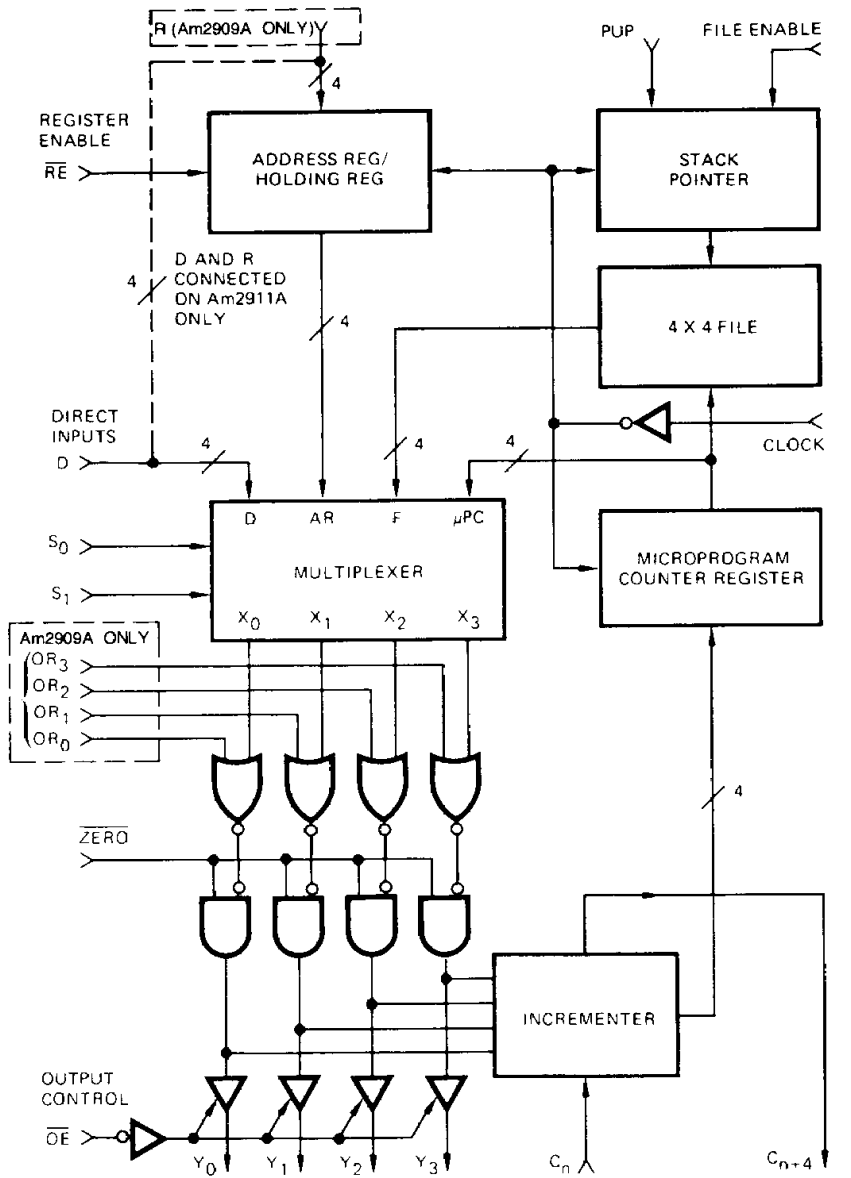 R (Am2909A ONLY)
PUP
FILE ENABLE
4
REGISTER
ENABLE
RE
ADDRESS REG/
HOLDING REG
STACK
POINTER
D AND R
CONNECTED
ON Am2911A
ONLY
4
4
4 X 4 FILE
DIRECT
INPUTS
D
4
4
4
CLOCK
D AR F μPC
S0
S1
MULTIPLEXER
X0 X1 X2 X3
MICROPROGRAM
COUNTER REGISTER
Am2909A ONLY
OR3
OR2
OR1
OR0
4
ZERO
INCREMENTER
OUTPUT
CONTROL
OE
Y0 Y1 Y2 Y3 Cn Cn+4